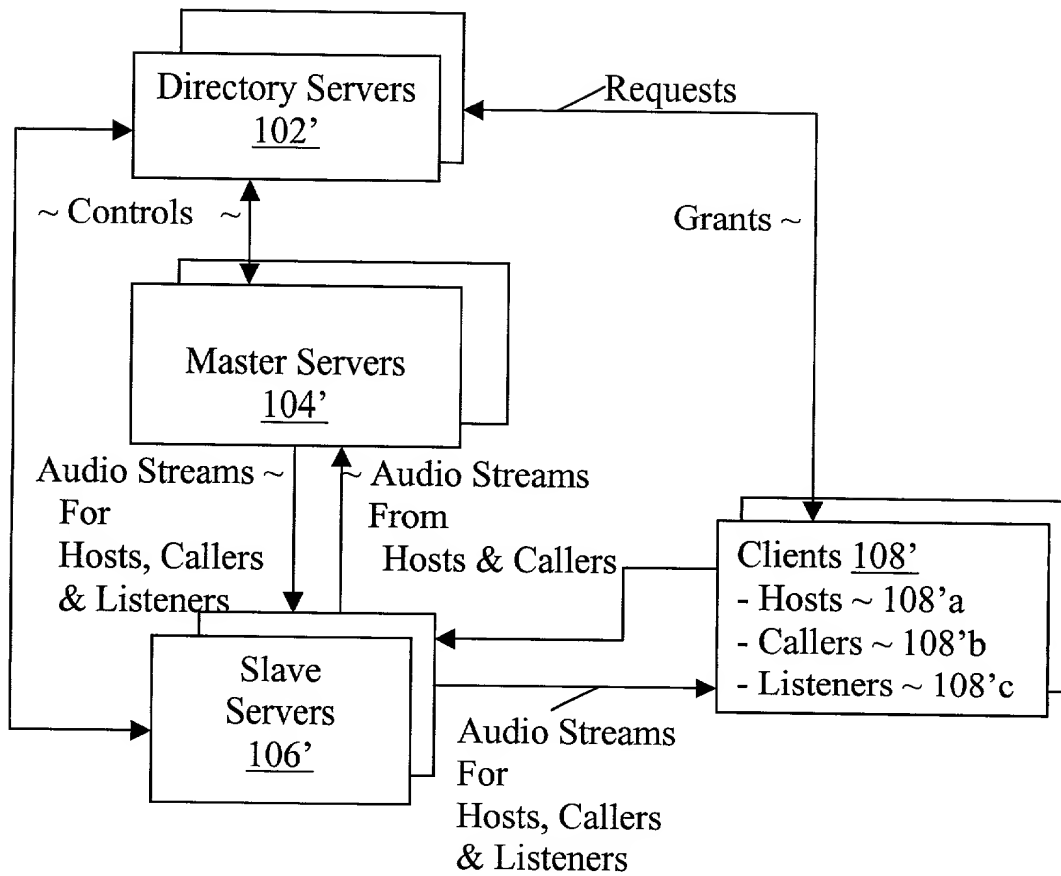 Directory Servers
102’
Requests
~ Controls ~
Grants ~
Master Servers
104’
Audio Streams ~
For
Hosts, Callers
& Listeners
~ Audio Streams
From
Hosts & Callers
Clients 108’
- Hosts ~ 108’a
- Callers ~ 108’b
- Listeners ~ 108’c
Slave
Servers
106’
Audio Streams
For
Hosts, Callers
& Listeners